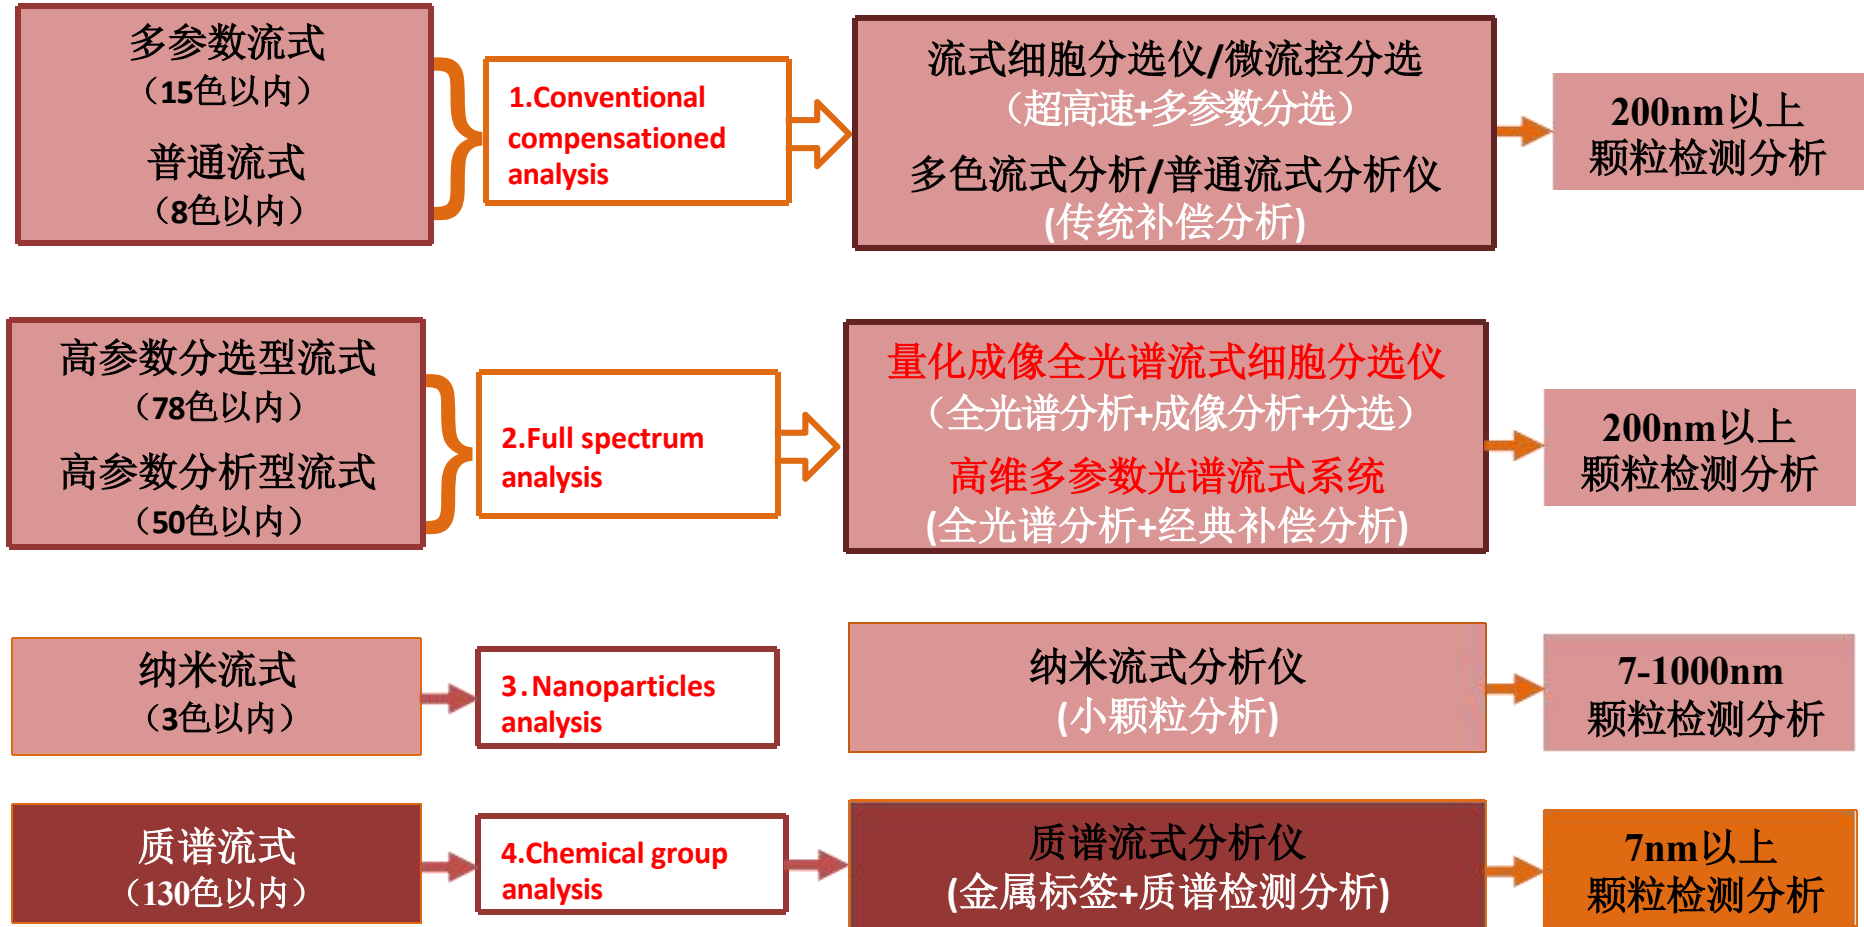 多参数流式
（15色以内）
普通流式
（8色以内）
1.Conventional
compensationed
analysis
流式细胞分选仪/微流控分选
（超高速+多参数分选）
多色流式分析/普通流式分析仪
(传统补偿分析)
200nm以上
颗粒检测分析
高参数分选型流式
（78色以内）
高参数分析型流式
（50色以内）
2.Full spectrum
analysis
量化成像全光谱流式细胞分选仪
（全光谱分析+成像分析+分选）
高维多参数光谱流式系统
(全光谱分析+经典补偿分析)
200nm以上
颗粒检测分析
纳米流式
（3色以内）
3.Nanoparticles
analysis
纳米流式分析仪
(小颗粒分析)
7-1000nm
颗粒检测分析
质谱流式
（130色以内）
4.Chemical group
analysis
质谱流式分析仪
(金属标签+质谱检测分析)
7nm以上
颗粒检测分析